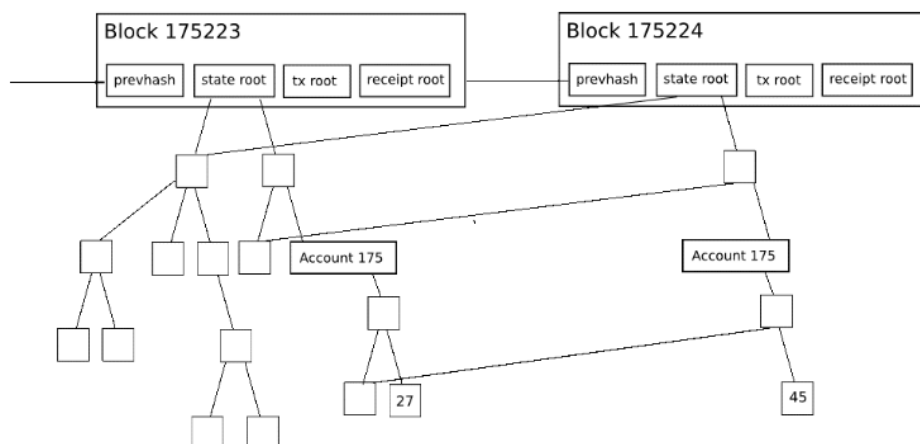 Block 175223
Block 175224
prevhash
state root
tx root
receipt root
prevhash
state root
tx root
receipt root
Account 175
Account 175
27
45